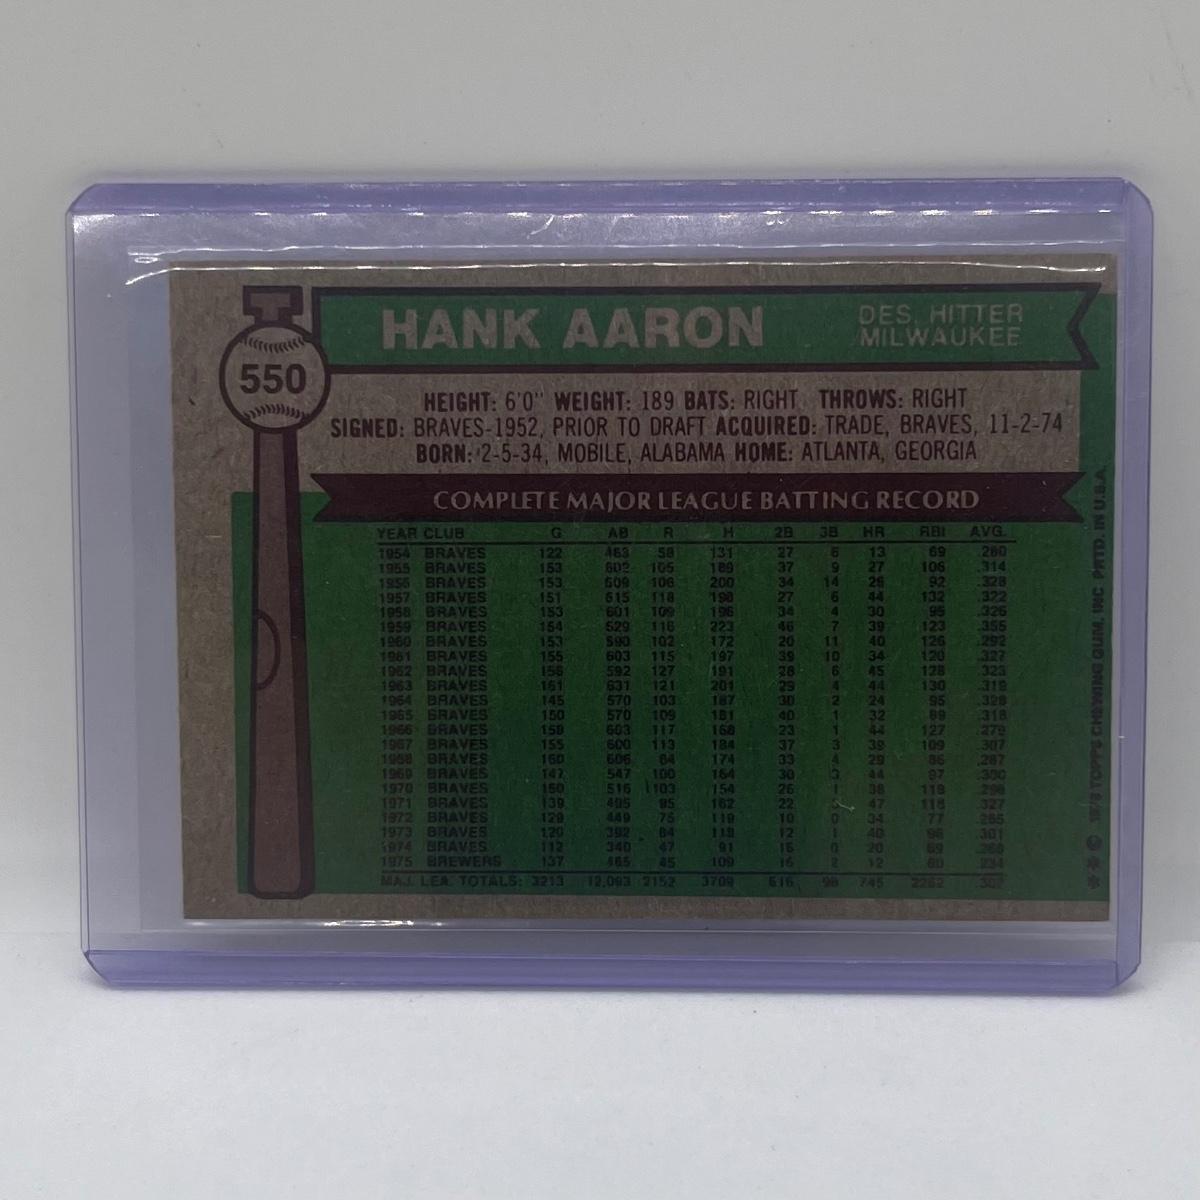 HANK AARON
DES. HITTER
MILWAUKEE
550
HEIGHT: 6'0" WEIGHT: 189 BATS: RIGHT THROWS: RIGHT
SIGNED: BRAVES-1952, PRIOR TO DRAFT ACQUIRED: TRADE, BRAVES, 11-2-74
BORN: 2-5-34, MOBILE, ALABAMA HOME: ATLANTA, GEORGIA
COMPLETE MAJOR LEAGUE BATTING RECORD
YEAR CLUB G AB R H 2B 3B HR RBI AVG.
1954 BRAVES 122 58 131 27 6 13 69 .280
1955 BRAVES 153 602 105 189 37 9 27 106 .314
1956 BRAVES 153 609 106 200 34 14 26 92 .328
1957 BRAVES 151 615 118 198 27 6 44 132 .322
1958 BRAVES 153 601 109 196 34 4 30 95 .326
1959 BRAVES 154 629 116 223 46 7 39 123 .355
1960 BRAVES 153 590 102 172 20 11 40 126 .292
1961 BRAVES 155 603 115 197 39 10 34 120 .327
1962 BRAVES 156 592 127 191 28 6 45 128 .323
1963 BRAVES 161 631 121 201 29 4 44 130 .319
1964 BRAVES 145 570 103 187 30 2 24 95 .328
1965 BRAVES 150 570 109 181 40 1 32 89 .318
1966 BRAVES 158 603 117 168 23 1 44 127 .279
1967 BRAVES 155 600 113 184 37 3 39 109 .307
1968 BRAVES 160 606 84 174 33 4 29 86 .287
1969 BRAVES 147 547 100 164 30 3 44 97 .300
1970 BRAVES 150 516 103 154 26 1 38 118 .298
1971 BRAVES 139 495 95 162 22 3 47 118 .327
1972 BRAVES 129 449 75 119 10 0 34 77 .265
1973 BRAVES 120 392 84 118 12 1 40 96 .301
1974 BRAVES 112 340 47 91 16 0 20 69 .268
1975 BREWERS 137 465 45 109 16 2 12 60 .234
MAJ. LEA. TOTALS: 3213 12,093 2152 3709 616 98 745 2262 .307
** © 1976 TOPPS CHEWING GUM, INC PRTD. IN U.S.A.